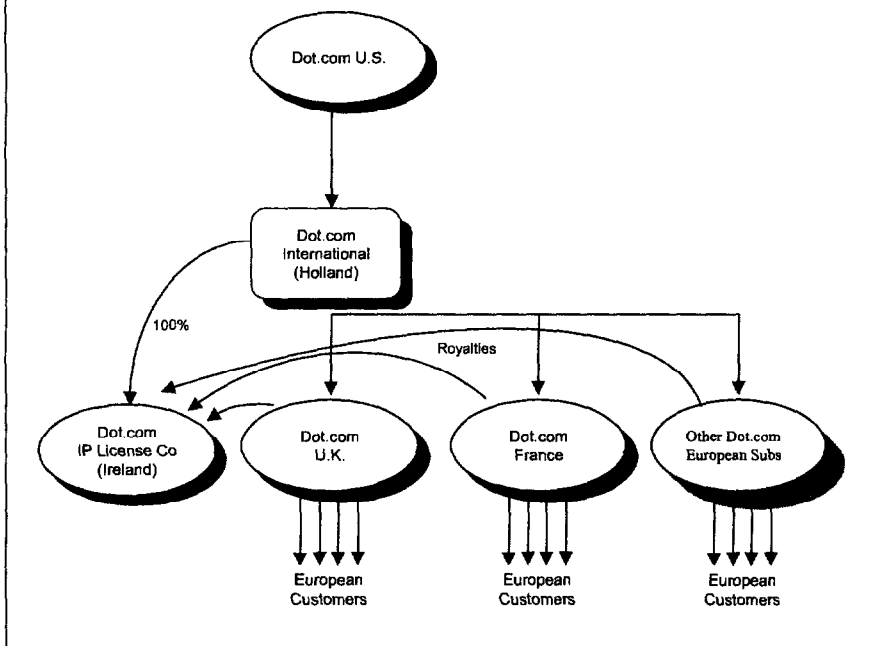 Dot.com U.S.
Dot.com
International
(Holland)
100%
Royalties
Dot.com
IP License Co
(Ireland)
Dot.com
U.K.
Dot.com
France
Other Dot.com
European Subs
European
Customers
European
Customers
European
Customers